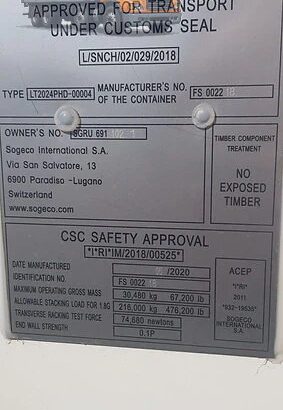 APPROVED FOR TRANSPORT
UNDER CUSTOMS SEAL
L/SNCH/02/029/2018
TYPE LT2024PHD-00004 MANUFACTURER'S NO. OF THE CONTAINER FS 0022
OWNER'S NO. SGRU 691
Sogeco International S.A.
Via San Salvatore, 13
6900 Paradiso -Lugano
Switzerland
www.sogeco.com
TIMBER COMPONENT
TREATMENT
NO
EXPOSED
TIMBER
CSC SAFETY APPROVAL
*I*RI*IM/2018/00525*
DATE MANUFACTURED /2020
IDENTIFICATION NO. FS 0022
MAXIMUM OPERATING GROSS MASS 30,480 kg 67,200 lb
ALLOWABLE STACKING LOAD FOR 1.8G 216,000 kg 476,200 lb
TRANSVERSE RACKING TEST FORCE 74,680 newtons
END WALL STRENGTH 0.1P
ACEP
*I*RI*
2011
SOGECO
INTERNATIONAL
S.A.